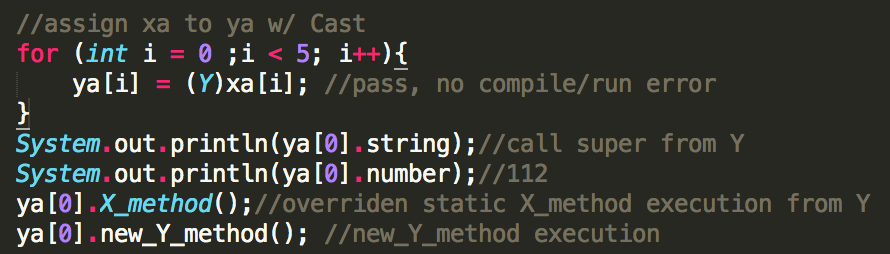 //assign xa to ya w/ Cast
for (int i = 0 ;i < 5; i++){
    ya[i] = (Y)xa[i]; //pass, no compile/run error
}
System.out.println(ya[0].string);//call super from Y
System.out.println(ya[0].number);//112
ya[0].X_method();//overriden static X_method execution from Y
ya[0].new_Y_method(); //new_Y_method execution